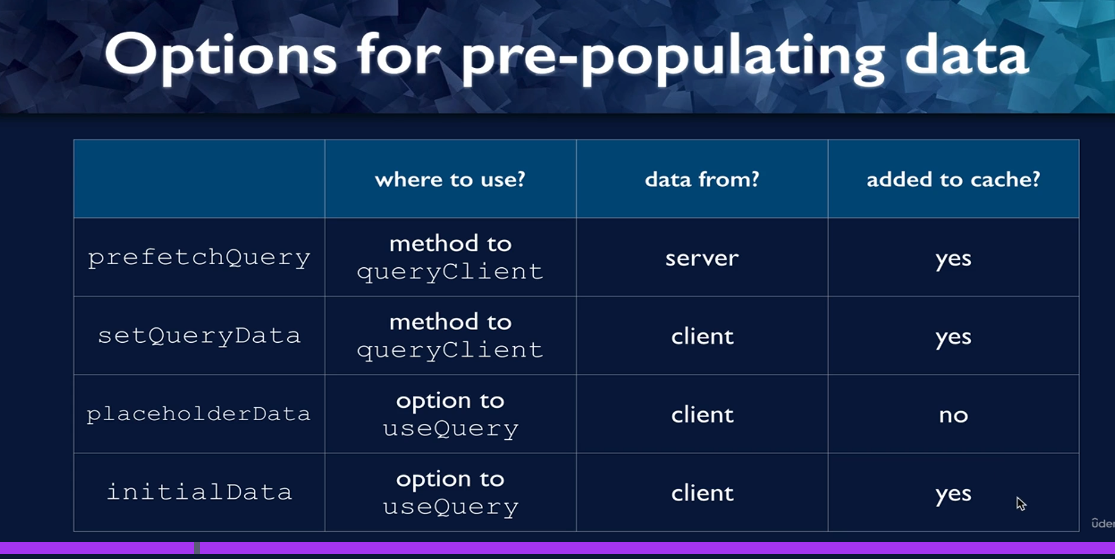 Options for pre-populating data
where to use?
data from?
added to cache?
prefetchQuery
method to
queryClient
server
yes
setQueryData
method to
queryClient
client
yes
placeholderData
option to
useQuery
client
no
initialData
option to
useQuery
client
yes